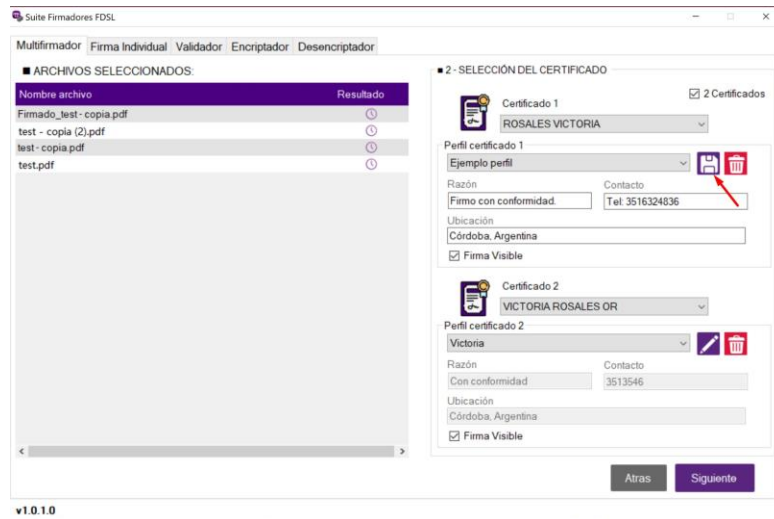 Suite Firmadores FDSL
Multifirmador Firma Individual Validador Encriptador Desencriptador
ARCHIVOS SELECCIONADOS:
Nombre archivo Resultado
Firmado_test - copia.pdf
test - copia (2).pdf
test - copia.pdf
test.pdf
2 - SELECCIÓN DEL CERTIFICADO
2 Certificados
Certificado 1
ROSALES VICTORIA
Perfil certificado 1
Ejemplo perfil
Razón Contacto
Firmo con conformidad. Tel: 3516324836
Ubicación
Córdoba, Argentina
Firma Visible
Certificado 2
VICTORIA ROSALES OR
Perfil certificado 2
Victoria
Razón Contacto
Con conformidad 3513546
Ubicación
Córdoba, Argentina
Firma Visible
Atras Siguiente
v1.0.1.0